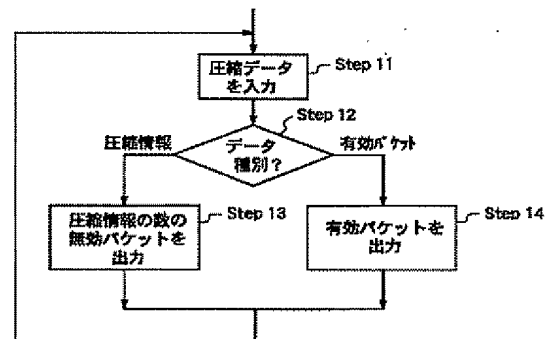 圧縮データ
を入力
Step 11
Step 12
圧縮情報
データ
種別?
有効パケット
圧縮情報の数の
無効パケットを
出力
Step 13
有効パケットを
出力
Step 14